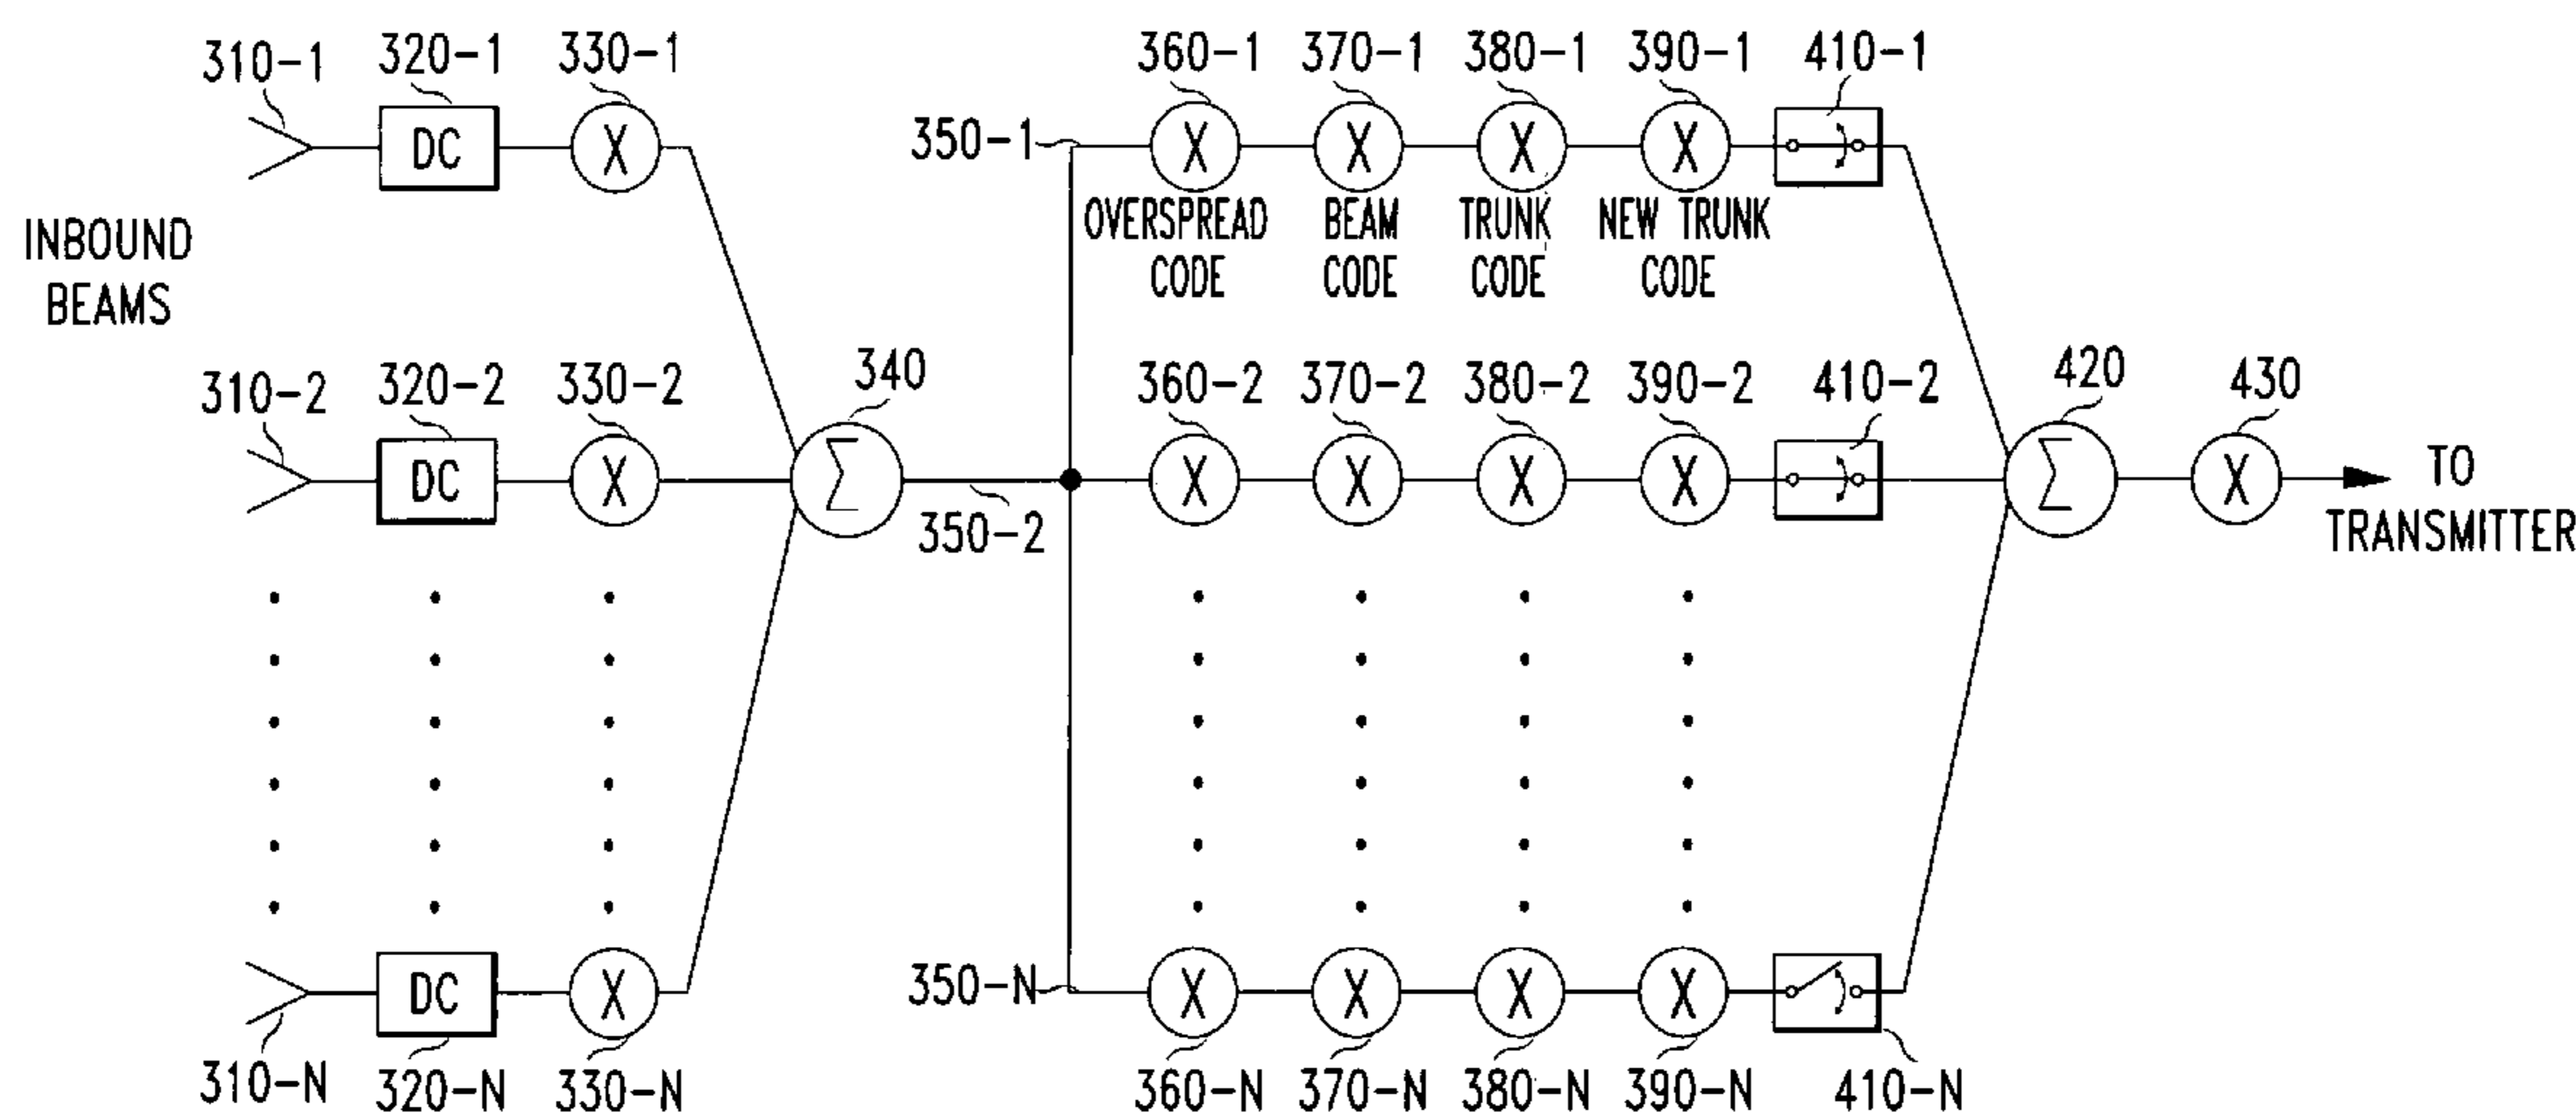 310-1 320-1 330-1 360-1 370-1 380-1 390-1 410-1
DC X 350-1 X X X X
OVERSPREAD CODE BEAM CODE TRUNK CODE NEW TRUNK CODE
INBOUND
BEAMS
310-2 320-2 330-2 340 360-2 370-2 380-2 390-2 410-2 420 430
DC X Σ 350-2 X X X X Σ X
TO
TRANSMITTER
DC X 350-N X X X X
310-N 320-N 330-N 360-N 370-N 380-N 390-N 410-N